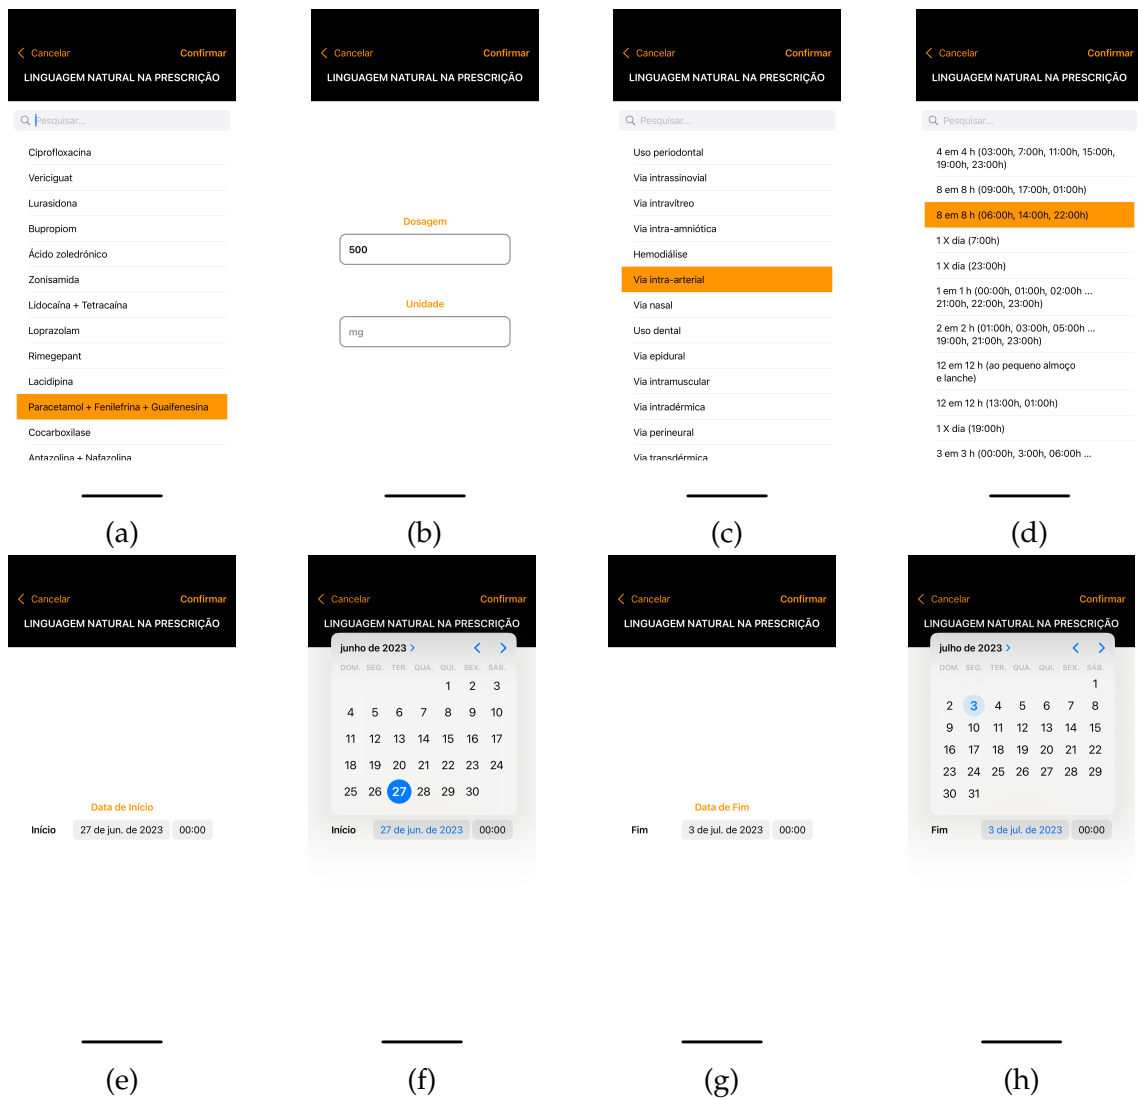 Cancelar Confirmar
LINGUAGEM NATURAL NA PRESCRIÇÃO
Pesquisar...
Ciprofloxacina
Vericiguat
Lurasidona
Bupropiom
Ácido zoledrónico
Zonisamida
Lidocaína + Tetracaína
Loprazolam
Rimegepant
Lacidipina
Paracetamol + Fenilefrina + Guaifenesina
Cocarboxilase
Antazolina + Nafazolina
(a)
Cancelar Confirmar
LINGUAGEM NATURAL NA PRESCRIÇÃO
Dosagem
500
Unidade
mg
(b)
Cancelar Confirmar
LINGUAGEM NATURAL NA PRESCRIÇÃO
Pesquisar...
Uso periodontal
Via intrassinovial
Via intravítreo
Via intra-amniótica
Hemodiálise
Via intra-arterial
Via nasal
Uso dental
Via epidural
Via intramuscular
Via intradérmica
Via perineural
Via transdérmica
(c)
Cancelar Confirmar
LINGUAGEM NATURAL NA PRESCRIÇÃO
Pesquisar...
4 em 4 h (03:00h, 7:00h, 11:00h, 15:00h,
19:00h, 23:00h)
8 em 8 h (09:00h, 17:00h, 01:00h)
8 em 8 h (06:00h, 14:00h, 22:00h)
1 X dia (7:00h)
1 X dia (23:00h)
1 em 1 h (00:00h, 01:00h, 02:00h ...
21:00h, 22:00h, 23:00h)
2 em 2 h (01:00h, 03:00h, 05:00h ...
19:00h, 21:00h, 23:00h)
12 em 12 h (ao pequeno almoço
e lanche)
12 em 12 h (13:00h, 01:00h)
1 X dia (19:00h)
3 em 3 h (00:00h, 3:00h, 06:00h ...
(d)
Cancelar Confirmar
LINGUAGEM NATURAL NA PRESCRIÇÃO
Data de Início
Início 27 de jun. de 2023 00:00
(e)
Cancelar Confirmar
LINGUAGEM NATURAL NA PRESCRIÇÃO
junho de 2023
DOM. SEG. TER. QUA. QUI. SEX. SÁB.
1 2 3
4 5 6 7 8 9 10
11 12 13 14 15 16 17
18 19 20 21 22 23 24
25 26 27 28 29 30
Início 27 de jun. de 2023 00:00
(f)
Cancelar Confirmar
LINGUAGEM NATURAL NA PRESCRIÇÃO
Data de Fim
Fim 3 de jul. de 2023 00:00
(g)
Cancelar Confirmar
LINGUAGEM NATURAL NA PRESCRIÇÃO
julho de 2023
DOM. SEG. TER. QUA. QUI. SEX. SÁB.
1
2 3 4 5 6 7 8
9 10 11 12 13 14 15
16 17 18 19 20 21 22
23 24 25 26 27 28 29
30 31
Fim 3 de jul. de 2023 00:00
(h)